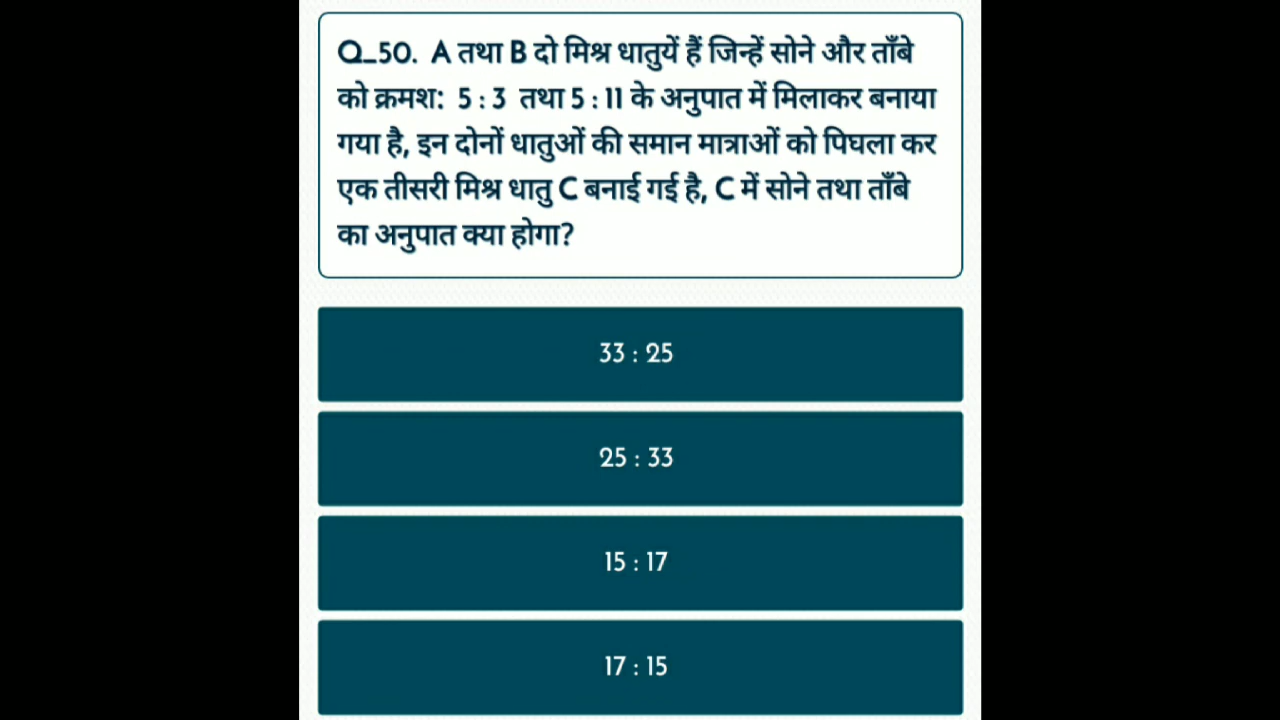 Q_50. A तथा B दो मिश्र धातुयें हैं जिन्हें सोने और ताँबे
को क्रमश: 5 : 3 तथा 5 : 11 के अनुपात में मिलाकर बनाया
गया है, इन दोनों धातुओं की समान मात्राओं को पिघला कर
एक तीसरी मिश्र धातु C बनाई गई है, C में सोने तथा ताँबे
का अनुपात क्या होगा?
33 : 25
25 : 33
15 : 17
17 : 15